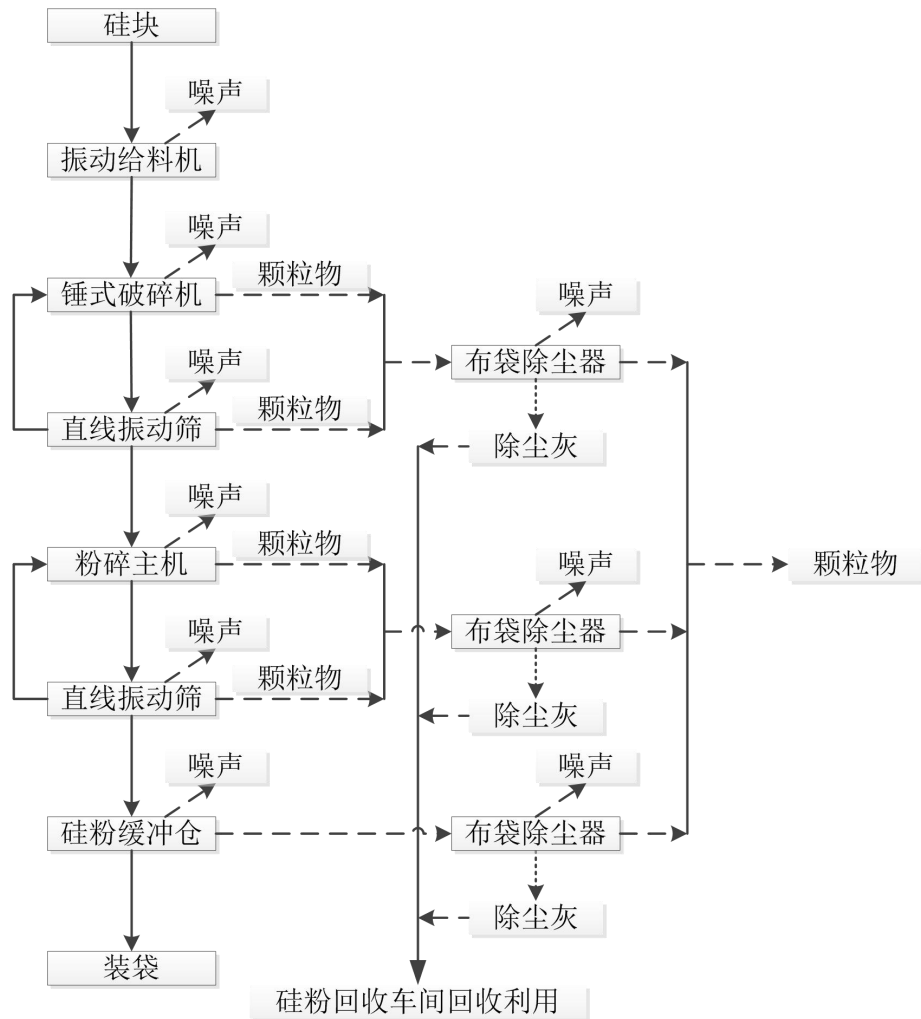 硅块
噪声
振动给料机
噪声
颗粒物
锤式破碎机
噪声
噪声
布袋除尘器
颗粒物
直线振动筛
除尘灰
噪声
颗粒物
噪声
粉碎主机
颗粒物
噪声
布袋除尘器
颗粒物
直线振动筛
除尘灰
噪声
噪声
硅粉缓冲仓
布袋除尘器
除尘灰
装袋
硅粉回收车间回收利用